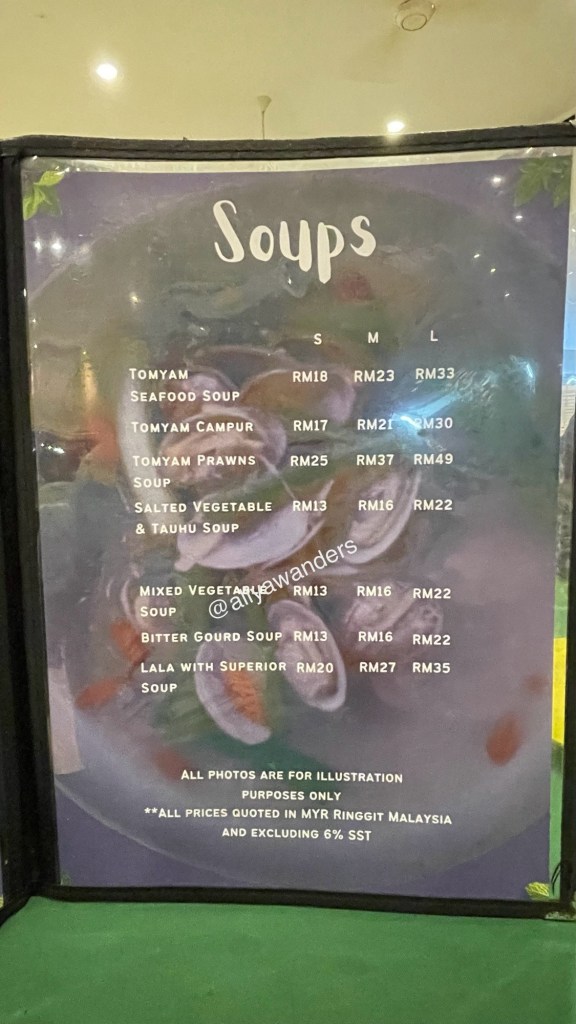 Soups
S M L
TOMYAM RM18 RM23 RM33
SEAFOOD SOUP
TOMYAM CAMPUR RM17 RM21 RM30
TOMYAM PRAWNS RM25 RM37 RM49
SOUP
SALTED VEGETABLE RM13 RM16 RM22
& TAUHU SOUP
MIXED VEGETABLE RM13 RM16 RM22
SOUP
@aliyawanders
BITTER GOURD SOUP RM13 RM16 RM22
LALA WITH SUPERIOR RM20 RM27 RM35
SOUP
ALL PHOTOS ARE FOR ILLUSTRATION
PURPOSES ONLY
**ALL PRICES QUOTED IN MYR RINGGIT MALAYSIA
AND EXCLUDING 6% SST